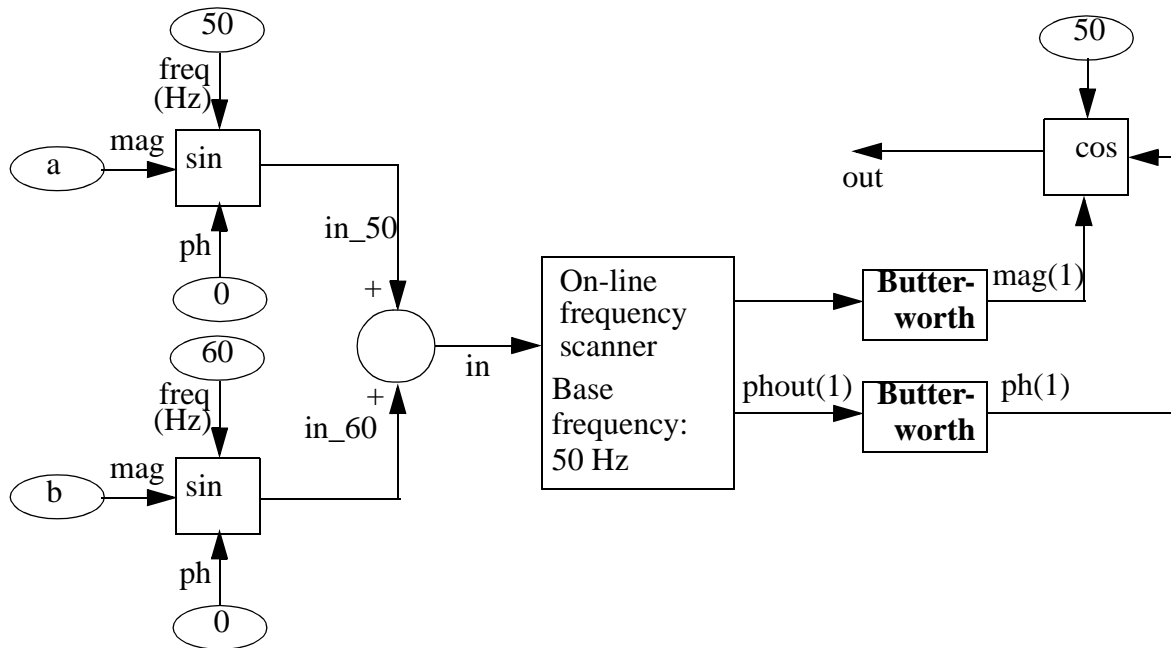 50
freq
(Hz)
mag
a
sin
ph
0
in_50
+
60
freq
(Hz)
+
in_60
mag
b
sin
ph
0
in
On-line
frequency
scanner
Base
frequency:
50 Hz
Butter-
worth
mag(1)
phout(1)
Butter-
worth
ph(1)
50
cos
out